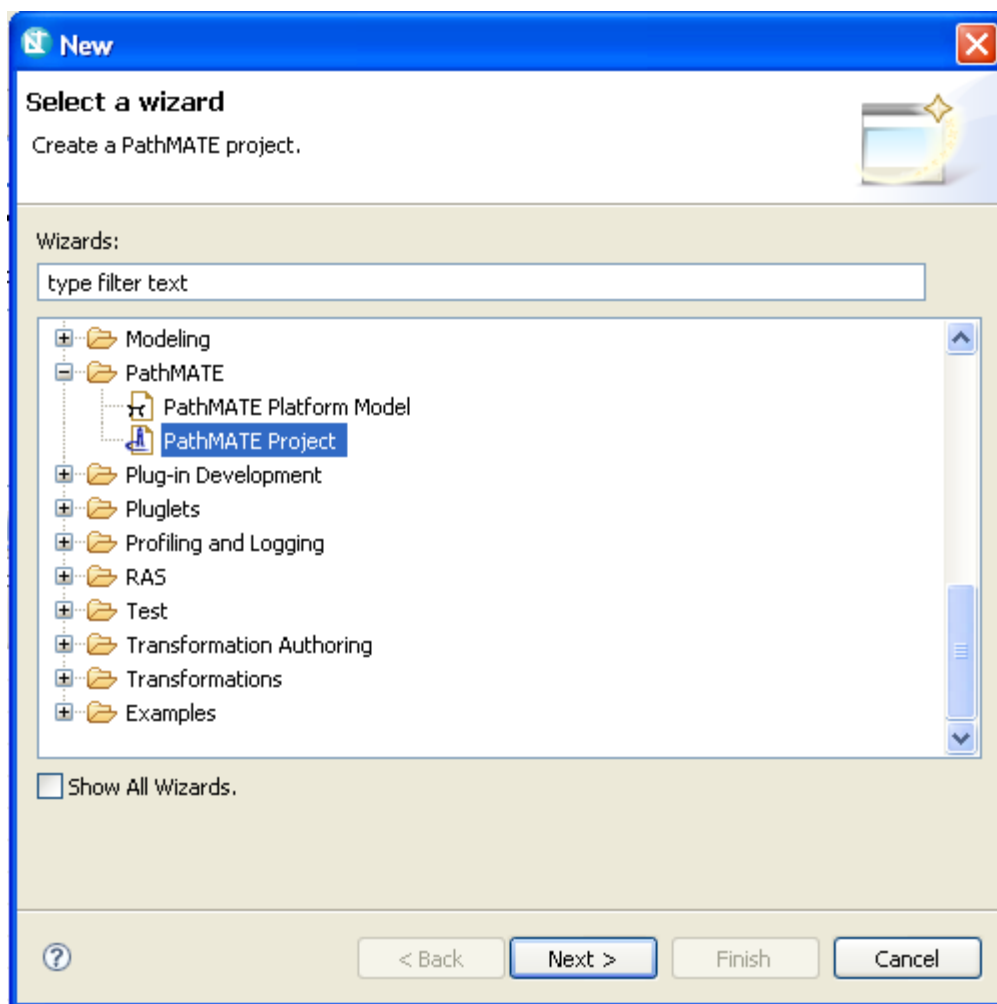 New
Select a wizard
Create a PathMATE project.
Wizards:
type filter text
Modeling
PathMATE
PathMATE Platform Model
PathMATE Project
Plug-in Development
Pluglets
Profiling and Logging
RAS
Test
Transformation Authoring
Transformations
Examples
Show All Wizards.
< Back Next > Finish Cancel